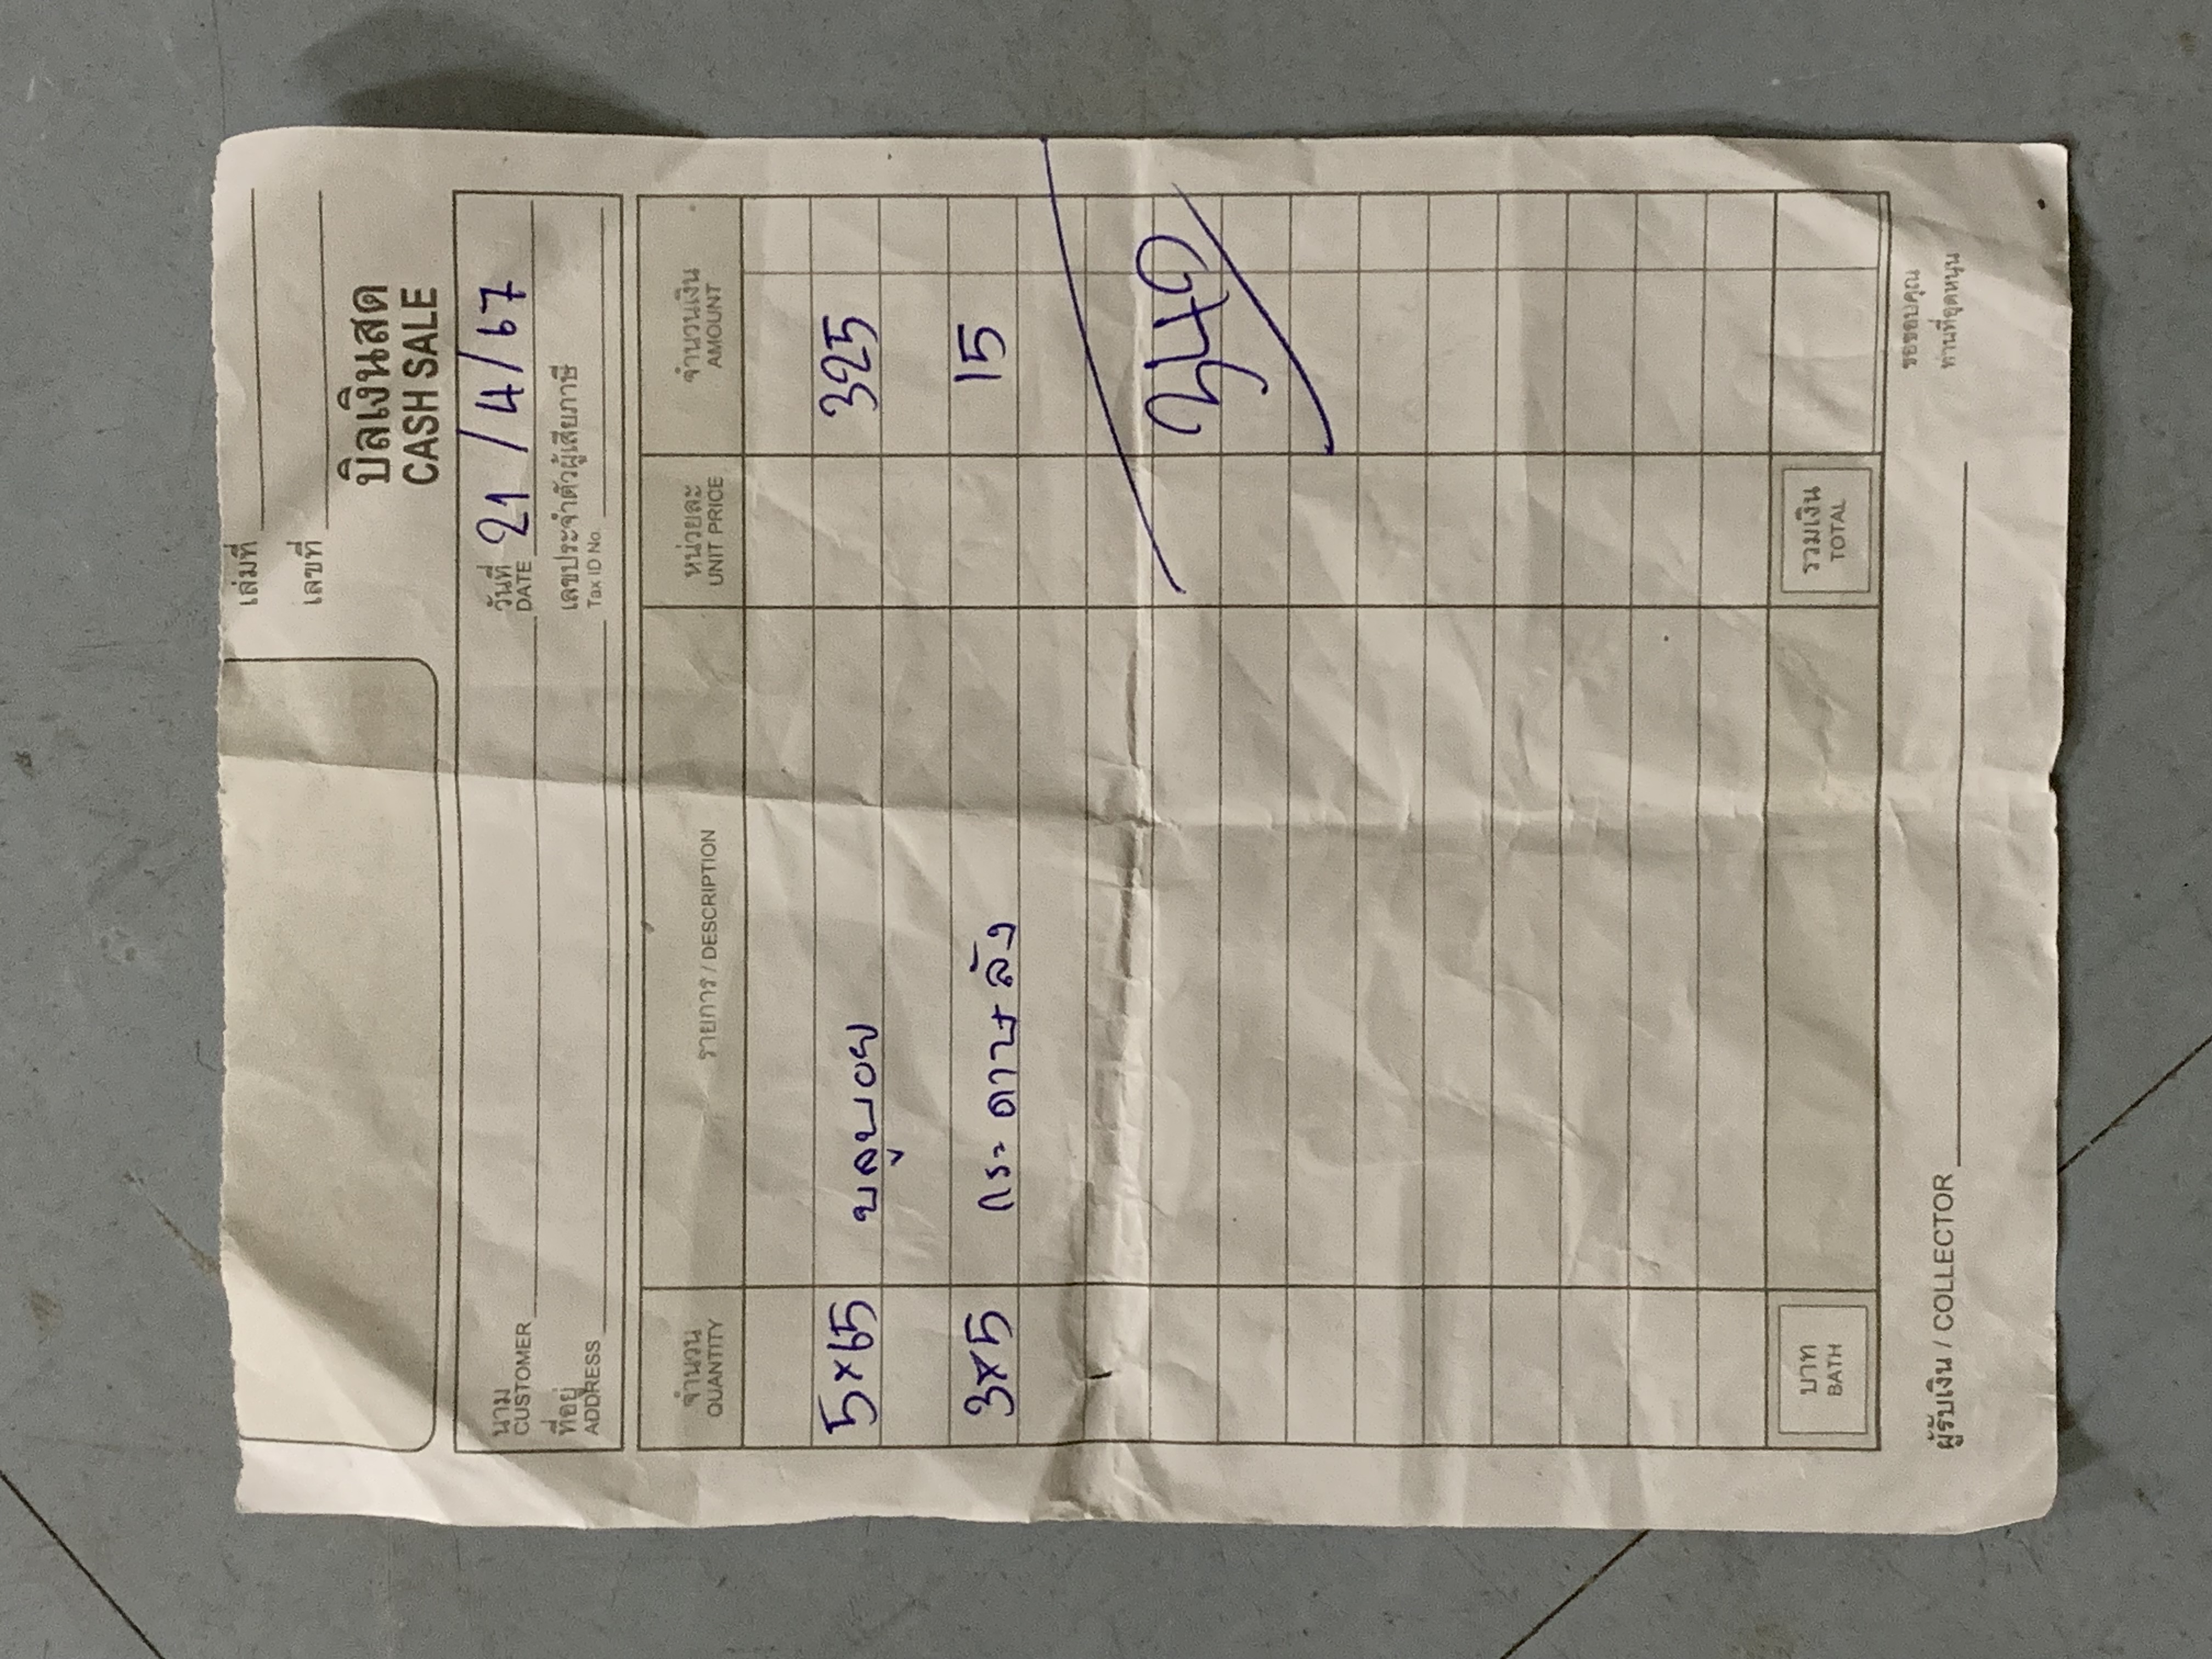 เล่มที่
เลขที่
บิลเงินสด
CASH SALE
นาม
CUSTOMER
วันที่
DATE 21/4/67
ที่อยู่
ADDRESS
เลขประจำตัวผู้เสียภาษี
Tax ID No.
จำนวน
QUANTITY
รายการ / DESCRIPTION
หน่วยละ
UNIT PRICE
จำนวนเงิน
AMOUNT
5×65 บลูบอย 325
3×5 กระดาษลัง 15
340
บาท
BATH
รวมเงิน
TOTAL
ผู้รับเงิน / COLLECTOR
ขอขอบคุณ
ท่านที่อุดหนุน